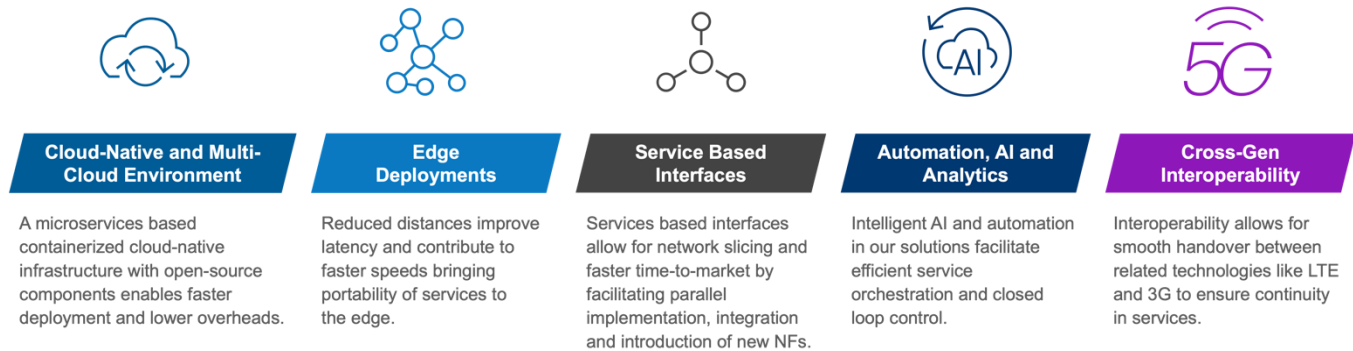 AI
5G
Cloud-Native and Multi-
Cloud Environment
A microservices based
containerized cloud-native
infrastructure with open-source
components enables faster
deployment and lower overheads.
Edge
Deployments
Reduced distances improve
latency and contribute to
faster speeds bringing
portability of services to
the edge.
Service Based
Interfaces
Services based interfaces
allow for network slicing and
faster time-to-market by
facilitating parallel
implementation, integration
and introduction of new NFs.
Automation, AI and
Analytics
Intelligent AI and automation
in our solutions facilitate
efficient service
orchestration and closed
loop control.
Cross-Gen
Interoperability
Interoperability allows for
smooth handover between
related technologies like LTE
and 3G to ensure continuity
in services.